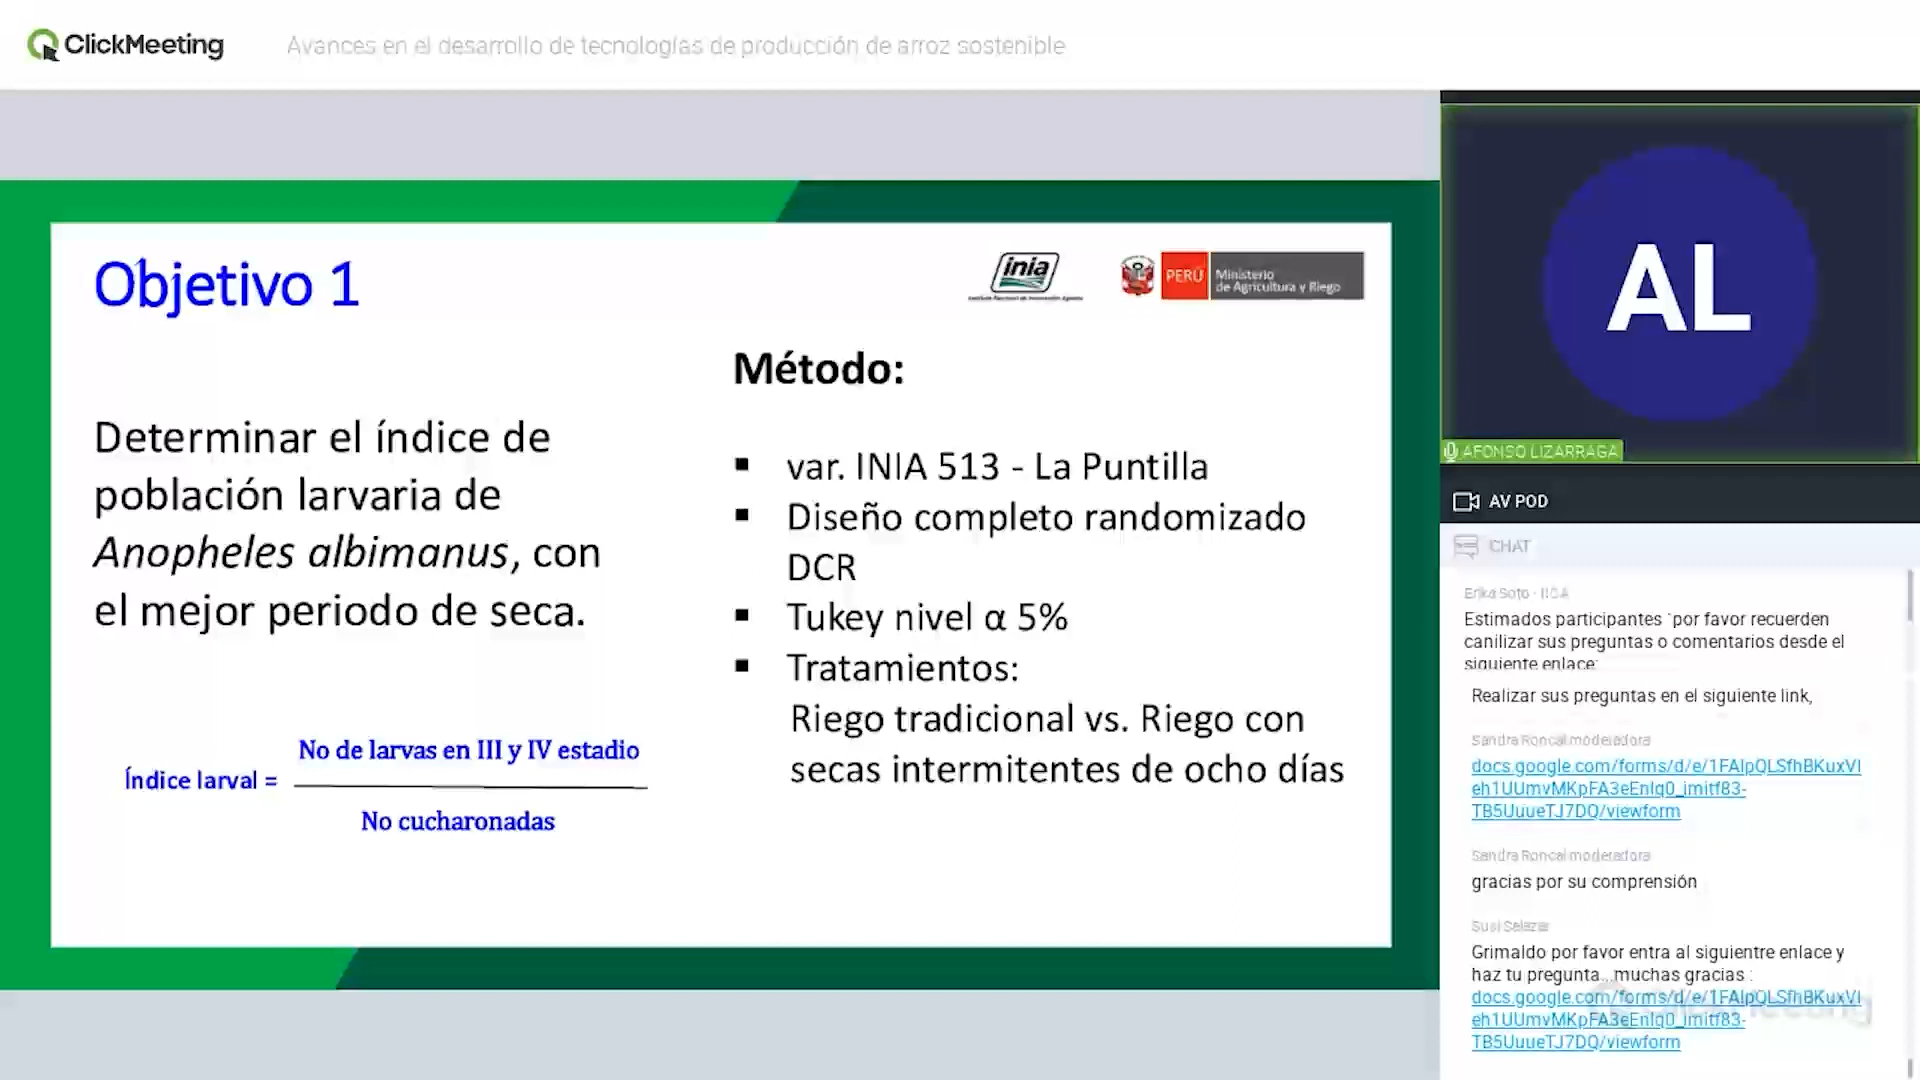 ClickMeeting
Avances en el desarrollo de tecnologías de producción de arroz sostenible
Objetivo 1
inia
PERÚ
Ministerio
de Agricultura y Riego
Determinar el índice de
población larvaria de
Anopheles albimanus, con
el mejor periodo de seca.
Índice larval =
No de larvas en III y IV estadio
No cucharonadas
Método:
▪ var. INIA 513 - La Puntilla
▪ Diseño completo randomizado
DCR
▪ Tukey nivel α 5%
▪ Tratamientos:
Riego tradicional vs. Riego con
secas intermitentes de ocho días
AL
AFONSO LIZARRAGA
AV POD
CHAT
Erika Soto - IICA
Estimados participantes `por favor recuerden
canilizar sus preguntas o comentarios desde el
siguiente enlace:
Realizar sus preguntas en el siguiente link,
Sandra Roncal moderadora
docs.google.com/forms/d/e/1FAIpQLSfhBKuxVI
eh1UUmvMKpFA3eEnIq0_imitf83-
TB5UuueTJ7DQ/viewform
Sandra Roncal moderadora
gracias por su comprensión
Susi Salazar
Grimaldo por favor entra al siguientre enlace y
haz tu pregunta...muchas gracias :
docs.google.com/forms/d/e/1FAIpQLSfhBKuxVI
eh1UUmvMKpFA3eEnIq0_imitf83-
TB5UuueTJ7DQ/viewform